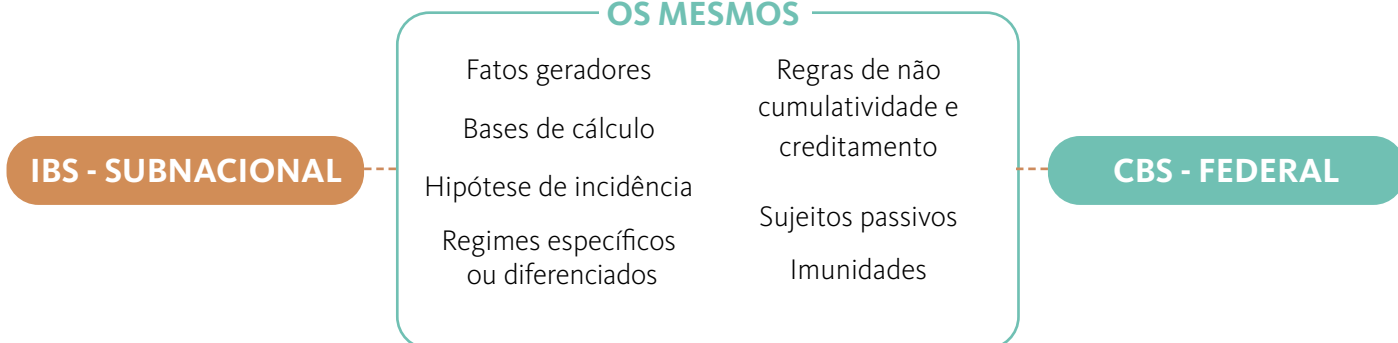 OS MESMOS
IBS - SUBNACIONAL
Fatos geradores
Bases de cálculo
Hipótese de incidência
Regimes específicos
ou diferenciados
Regras de não
cumulatividade e
creditamento
Sujeitos passivos
Imunidades
CBS - FEDERAL